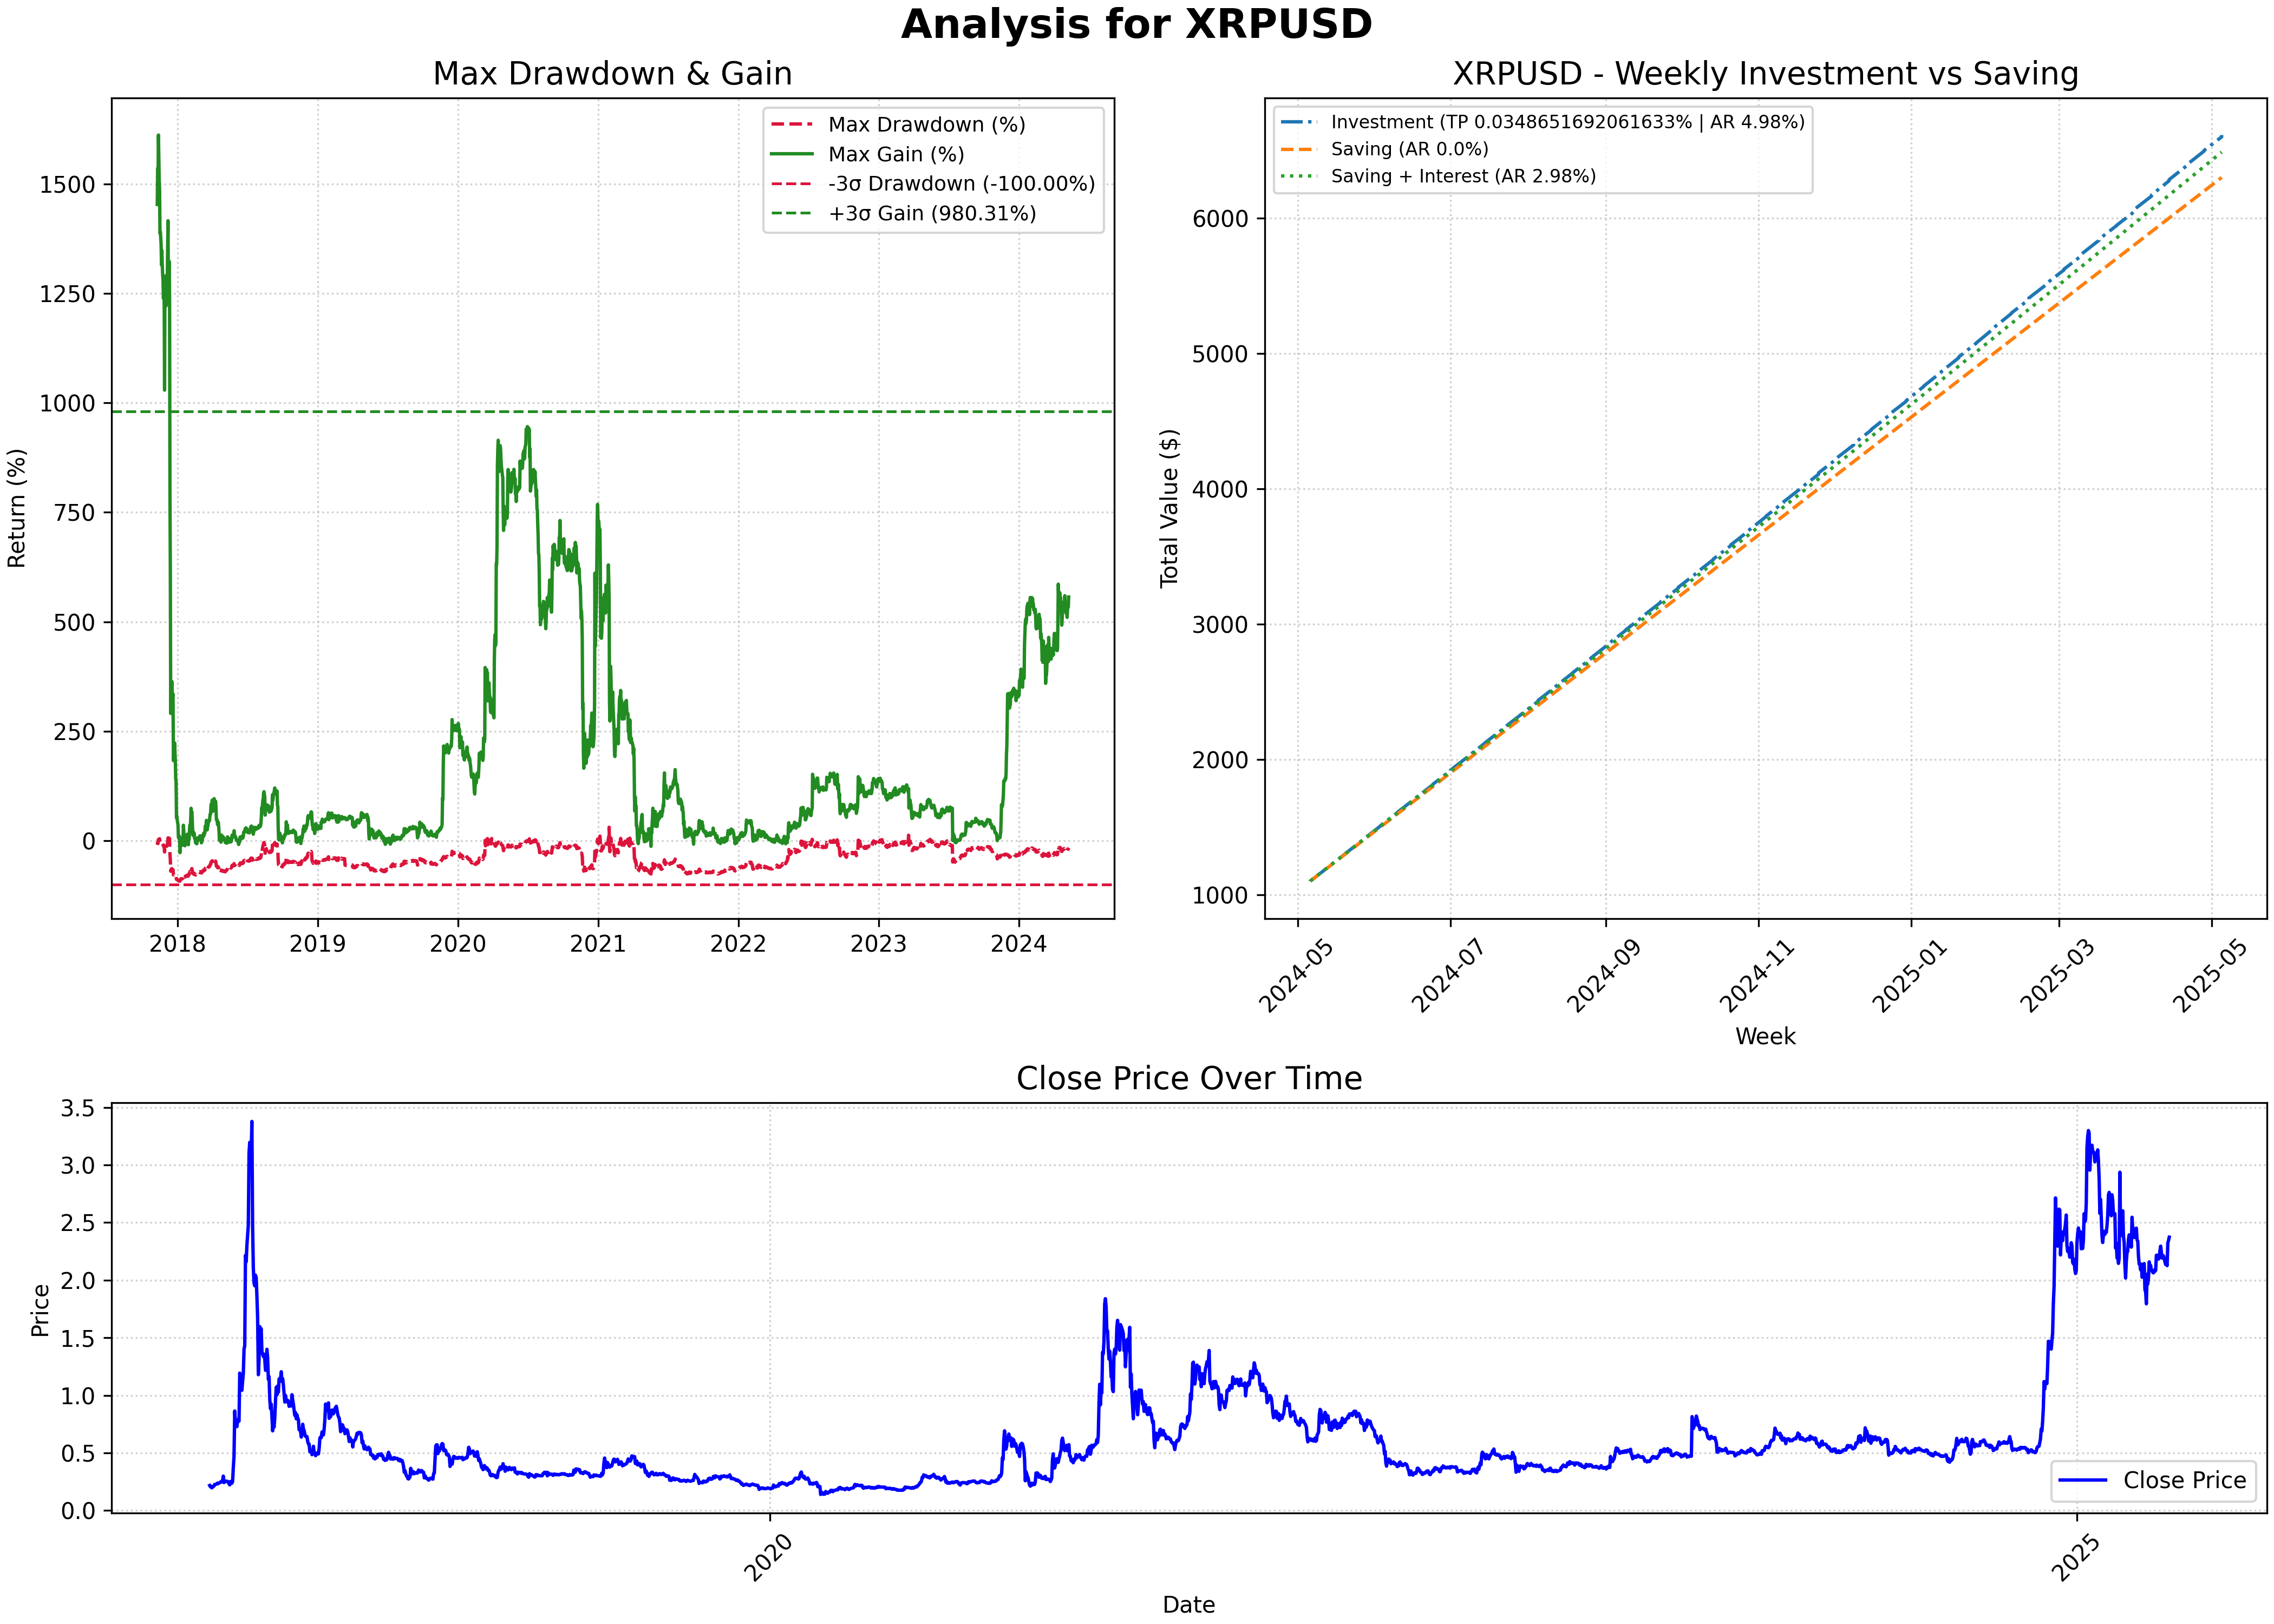 Analysis for XRPUSD
Max Drawdown & Gain
Return (%)
1500
1250
1000
750
500
250
0
Max Drawdown (%)
Max Gain (%)
-3σ Drawdown (-100.00%)
+3σ Gain (980.31%)
2018
2019
2020
2021
2022
2023
2024
XRPUSD - Weekly Investment vs Saving
Total Value ($)
6000
5000
4000
3000
2000
1000
Investment (TP 0.0348651692061633% | AR 4.98%)
Saving (AR 0.0%)
Saving + Interest (AR 2.98%)
2024-05
2024-07
2024-09
2024-11
2025-01
2025-03
2025-05
Week
Close Price Over Time
Price
3.5
3.0
2.5
2.0
1.5
1.0
0.5
0.0
Close Price
2020
2025
Date